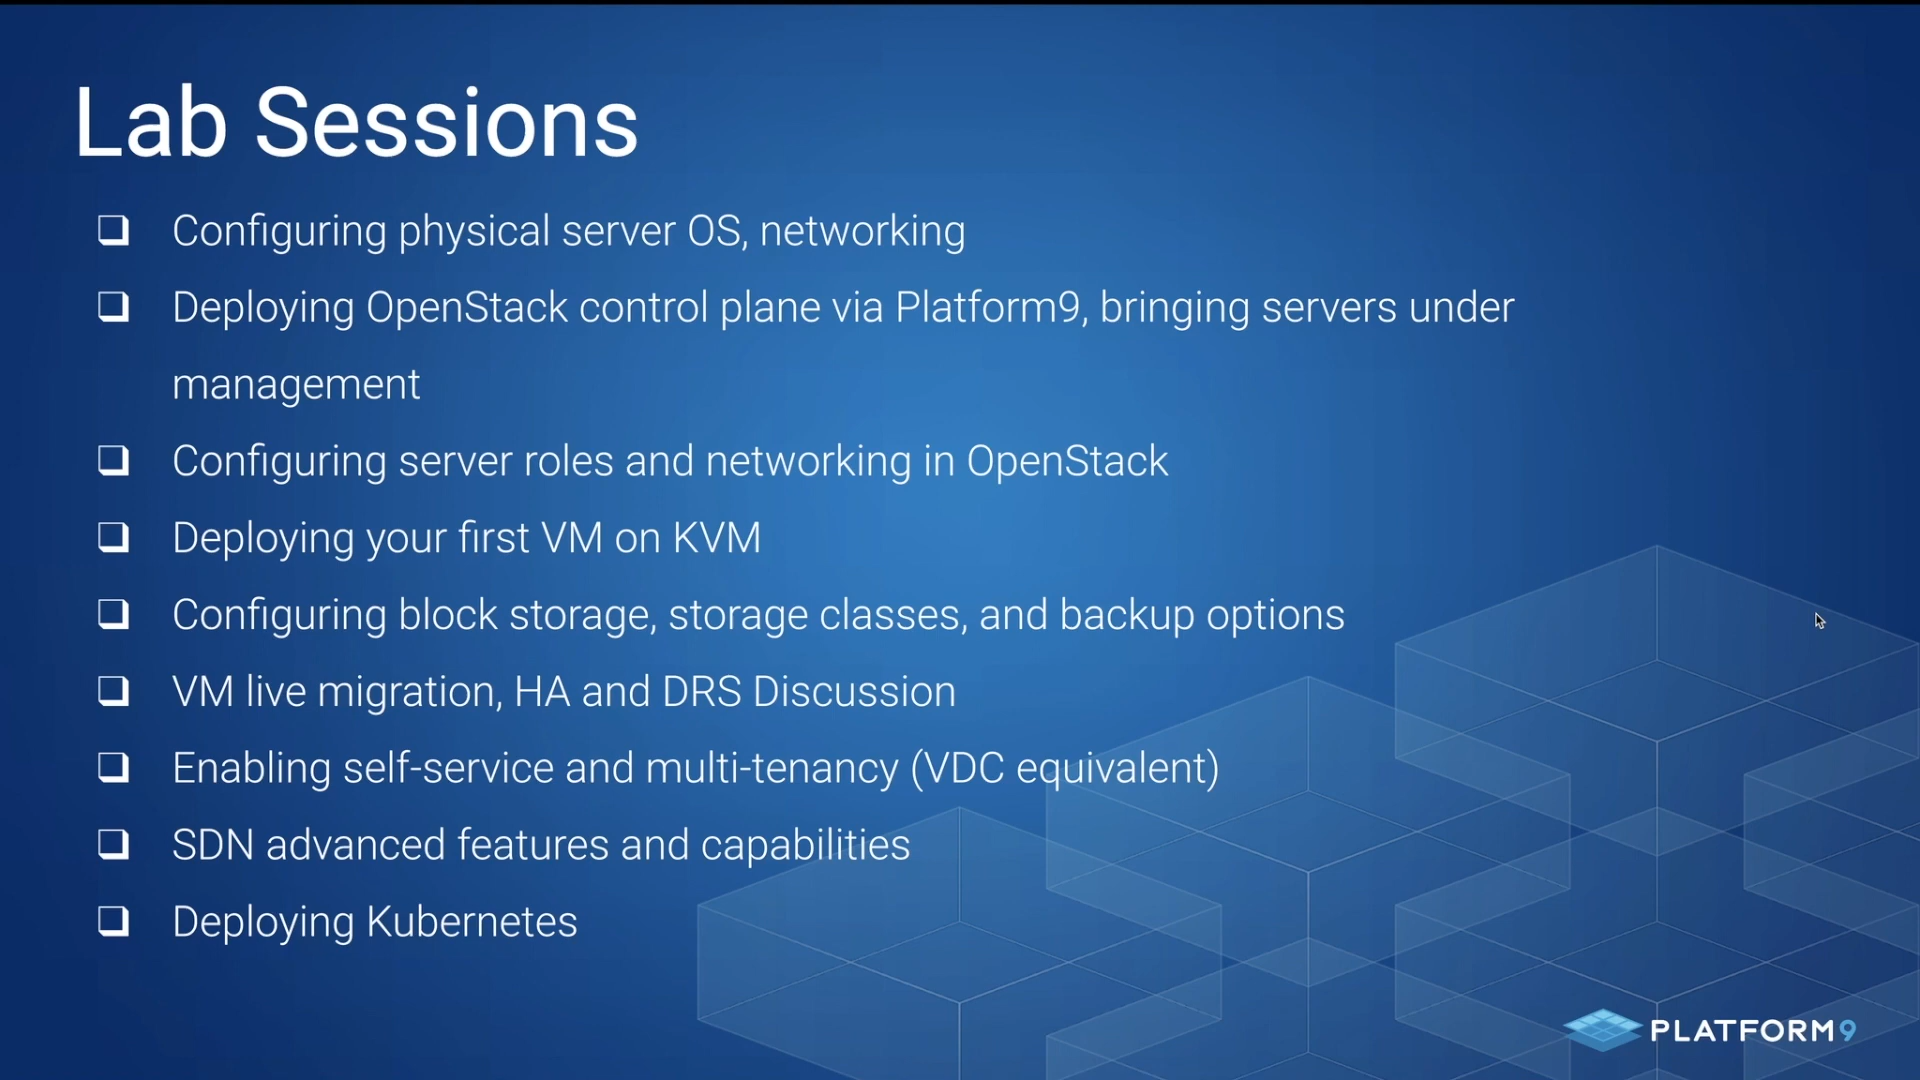 Lab Sessions
❑ Configuring physical server OS, networking
❑ Deploying OpenStack control plane via Platform9, bringing servers under
management
❑ Configuring server roles and networking in OpenStack
❑ Deploying your first VM on KVM
❑ Configuring block storage, storage classes, and backup options
❑ VM live migration, HA and DRS Discussion
❑ Enabling self-service and multi-tenancy (VDC equivalent)
❑ SDN advanced features and capabilities
❑ Deploying Kubernetes
PLATFORM9